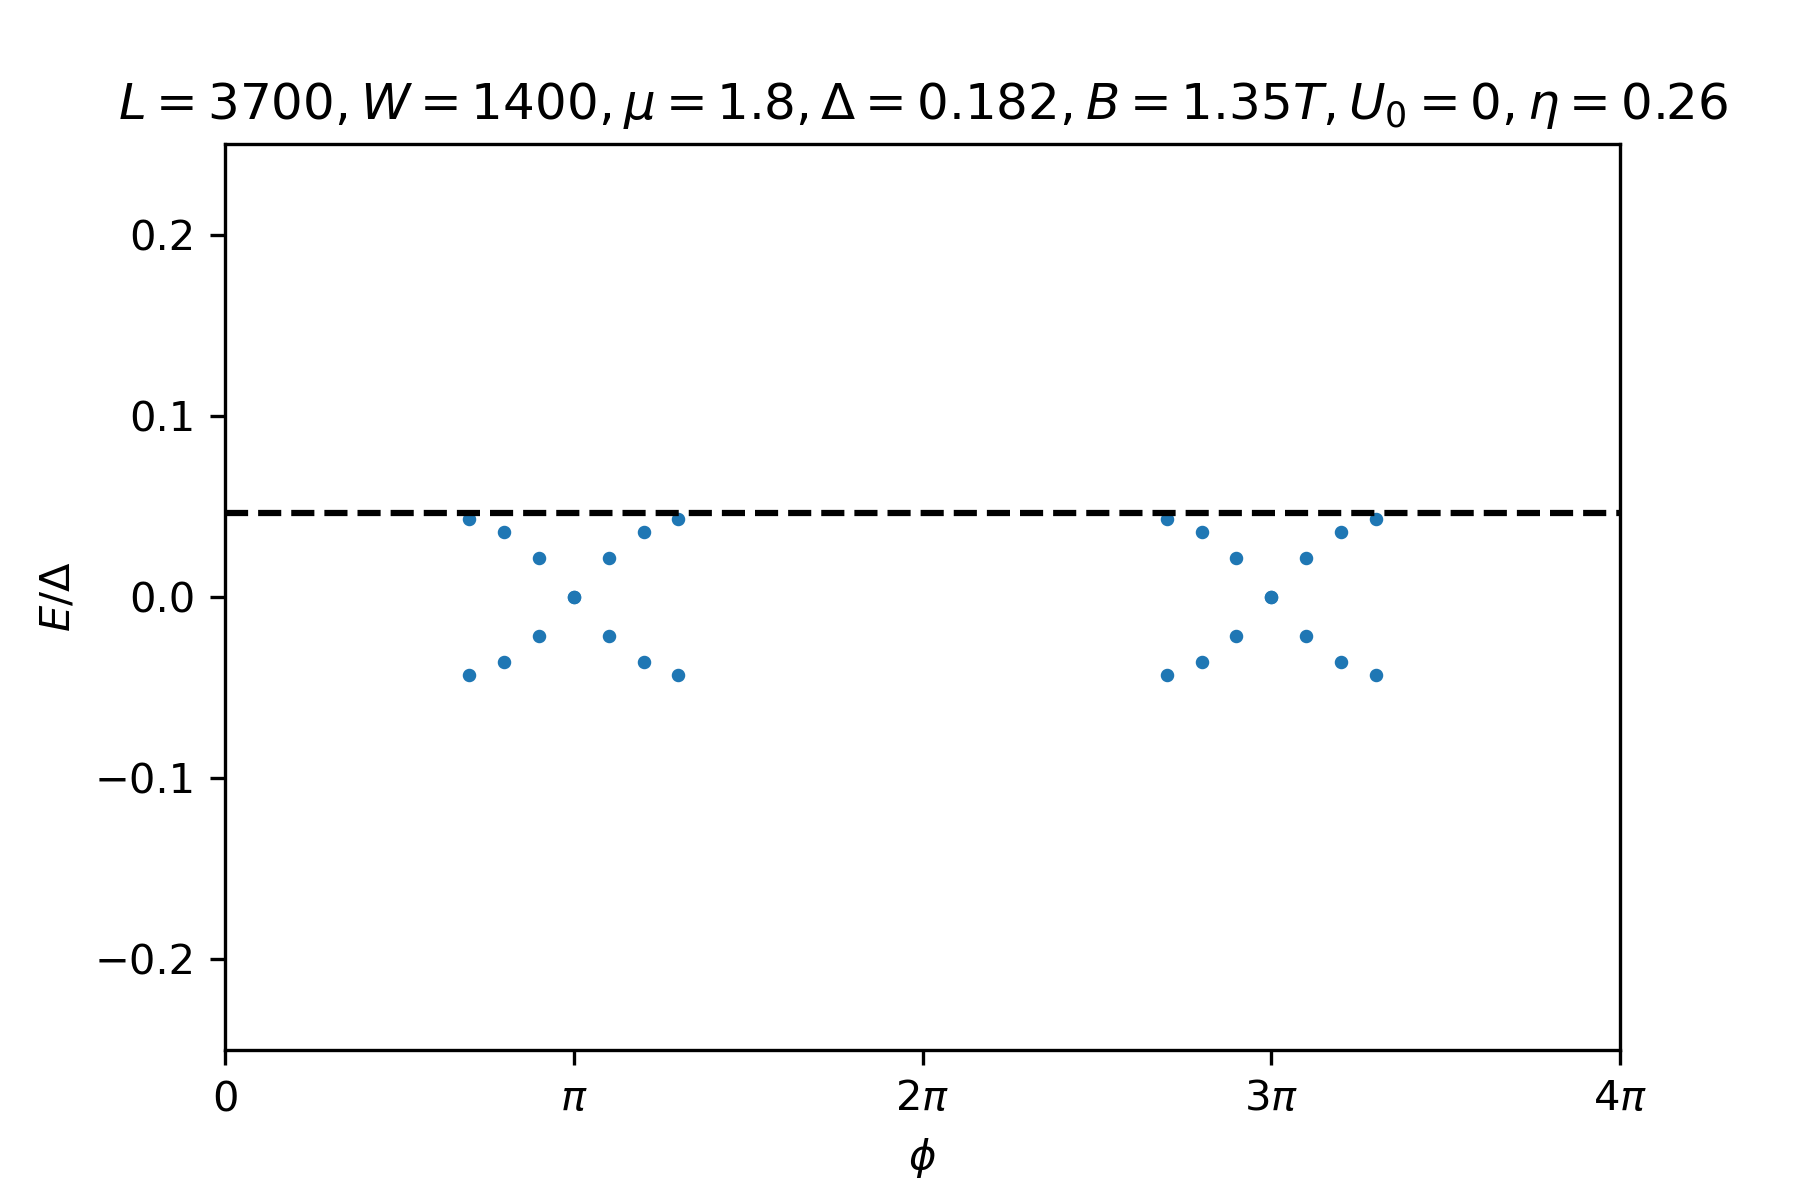 L = 3700, W = 1400, μ = 1.8, Δ = 0.182, B = 1.35T, U₀ = 0, η = 0.26
0.2
0.1
0.0
−0.1
−0.2
E/Δ
0 π 2π 3π 4π
ϕ